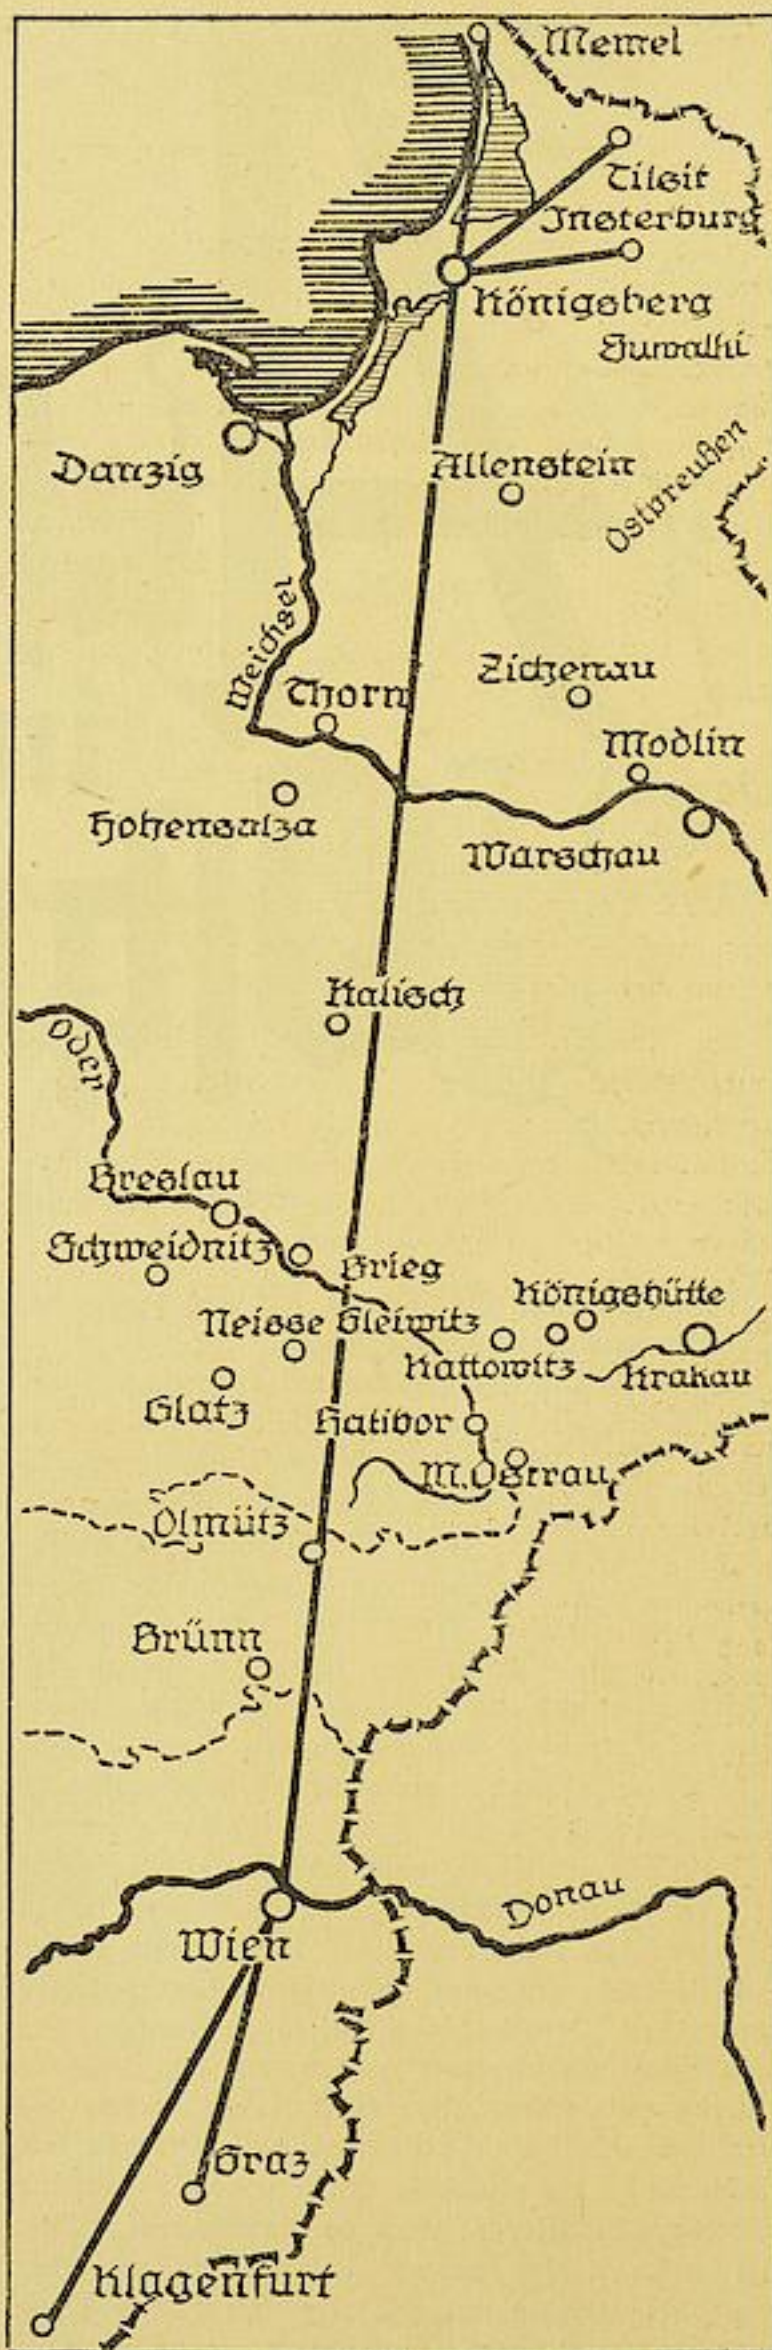 Memel
Tilsit
Insterburg
Königsberg
Suwalki
Danzig
Allenstein
Ostpreußen
Weichsel
Thorn
Zichenau
Modlin
Hohensalza
Warschau
Kalisch
Oder
Breslau
Schweidnitz
Brieg
Königshütte
Neisse
Gleiwitz
Kattowitz
Krakau
Glatz
Ratibor
M.Ostrau
Olmütz
Brünn
Donau
Wien
Graz
Klagenfurt